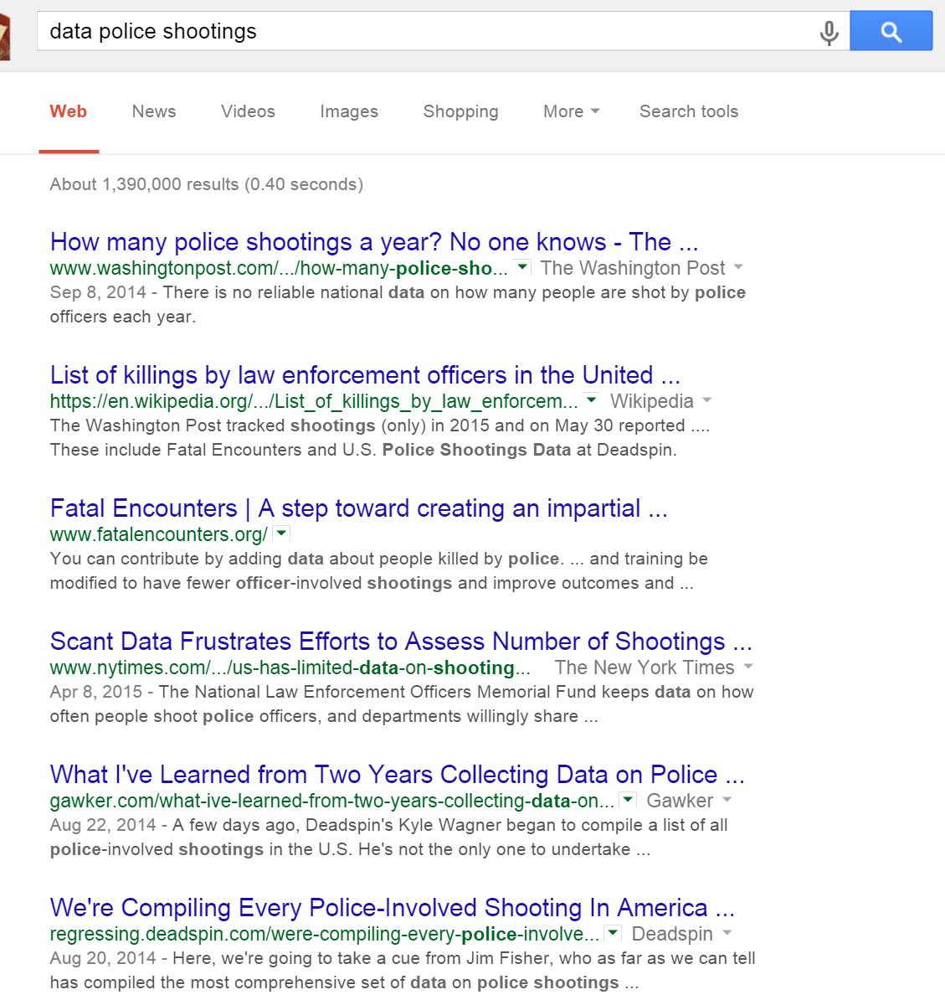 data police shootings
Web News Videos Images Shopping More Search tools
About 1,390,000 results (0.40 seconds)
How many police shootings a year? No one knows - The ...
www.washingtonpost.com/.../how-many-police-sho... The Washington Post
Sep 8, 2014 - There is no reliable national data on how many people are shot by police
officers each year.
List of killings by law enforcement officers in the United ...
https://en.wikipedia.org/.../List_of_killings_by_law_enforcem... Wikipedia
The Washington Post tracked shootings (only) in 2015 and on May 30 reported ....
These include Fatal Encounters and U.S. Police Shootings Data at Deadspin.
Fatal Encounters | A step toward creating an impartial ...
www.fatalencounters.org/
You can contribute by adding data about people killed by police. ... and training be
modified to have fewer officer-involved shootings and improve outcomes and ...
Scant Data Frustrates Efforts to Assess Number of Shootings ...
www.nytimes.com/.../us-has-limited-data-on-shooting... The New York Times
Apr 8, 2015 - The National Law Enforcement Officers Memorial Fund keeps data on how
often people shoot police officers, and departments willingly share ...
What I've Learned from Two Years Collecting Data on Police ...
gawker.com/what-ive-learned-from-two-years-collecting-data-on... Gawker
Aug 22, 2014 - A few days ago, Deadspin's Kyle Wagner began to compile a list of all
police-involved shootings in the U.S. He's not the only one to undertake ...
We're Compiling Every Police-Involved Shooting In America ...
regressing.deadspin.com/were-compiling-every-police-involve... Deadspin
Aug 20, 2014 - Here, we're going to take a cue from Jim Fisher, who as far as we can tell
has compiled the most comprehensive set of data on police shootings ...